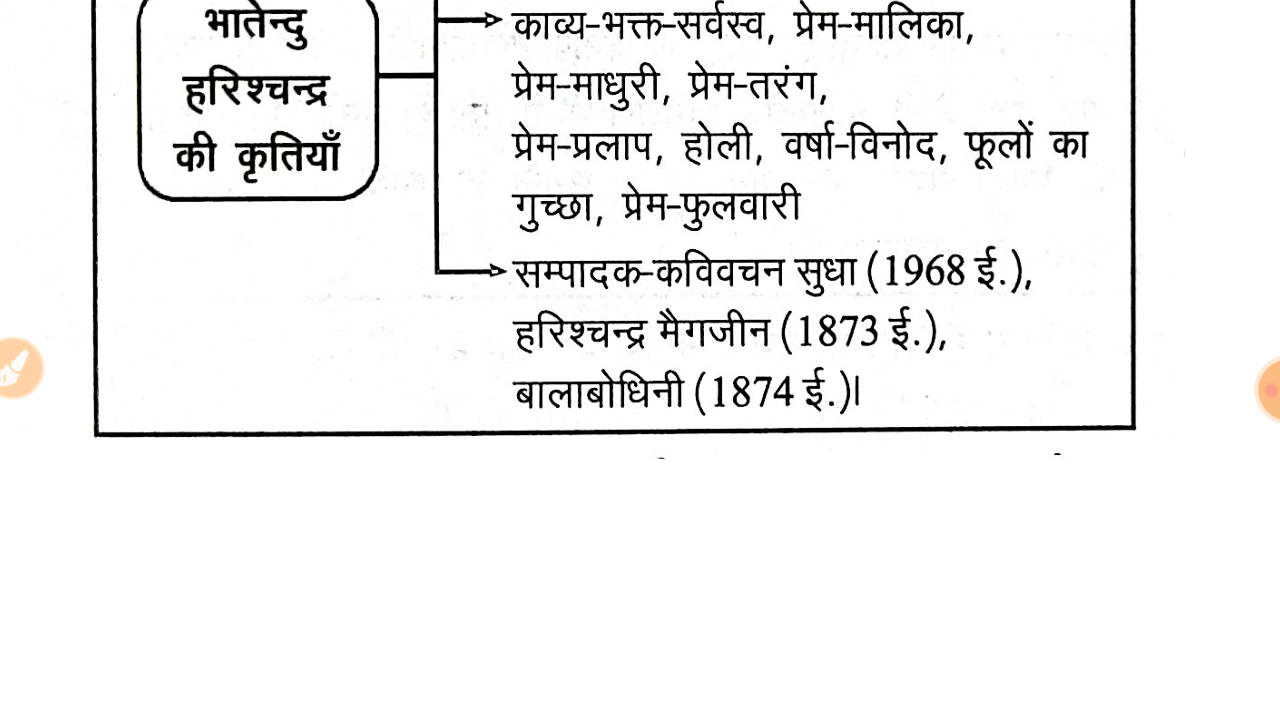 भातेन्दु
हरिश्चन्द्र
की कृतियाँ
काव्य-भक्त-सर्वस्व, प्रेम-मालिका,
प्रेम-माधुरी, प्रेम-तरंग,
प्रेम-प्रलाप, होली, वर्षा-विनोद, फूलों का
गुच्छा, प्रेम-फुलवारी
सम्पादक-कविवचन सुधा (1968 ई.),
हरिश्चन्द्र मैगजीन (1873 ई.),
बालाबोधिनी (1874 ई.)।